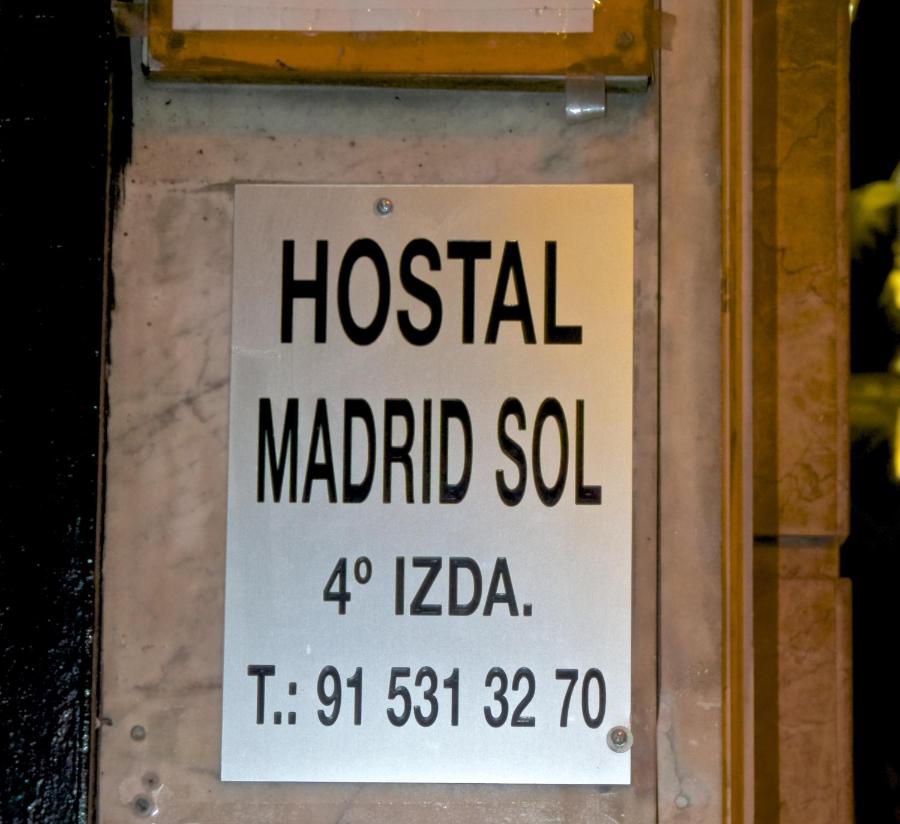 HOSTAL
MADRID SOL
4º IZDA.
T.: 91 531 32 70